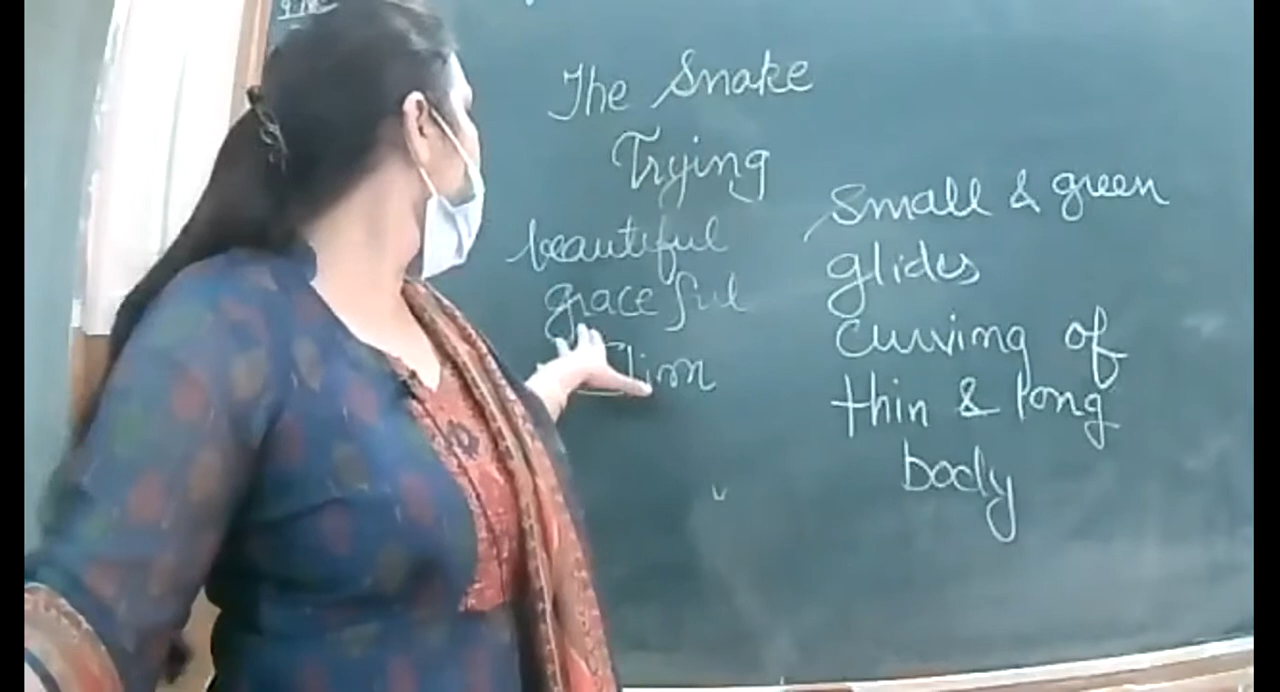 The Snake
Trying
beautiful
graceful
Slim
Small & green
glides
curving of
thin & long
body